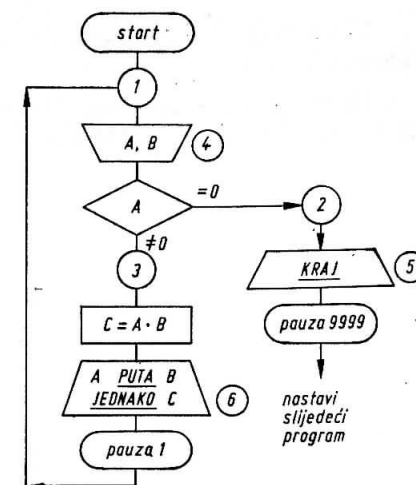 start
1
A, B
4
A
=0
2
≠0
3
KRAJ
5
C = A · B
pauza 9999
A PUTA B
JEDNAKO C
6
pauza 1
nastavi
slijedeći
program